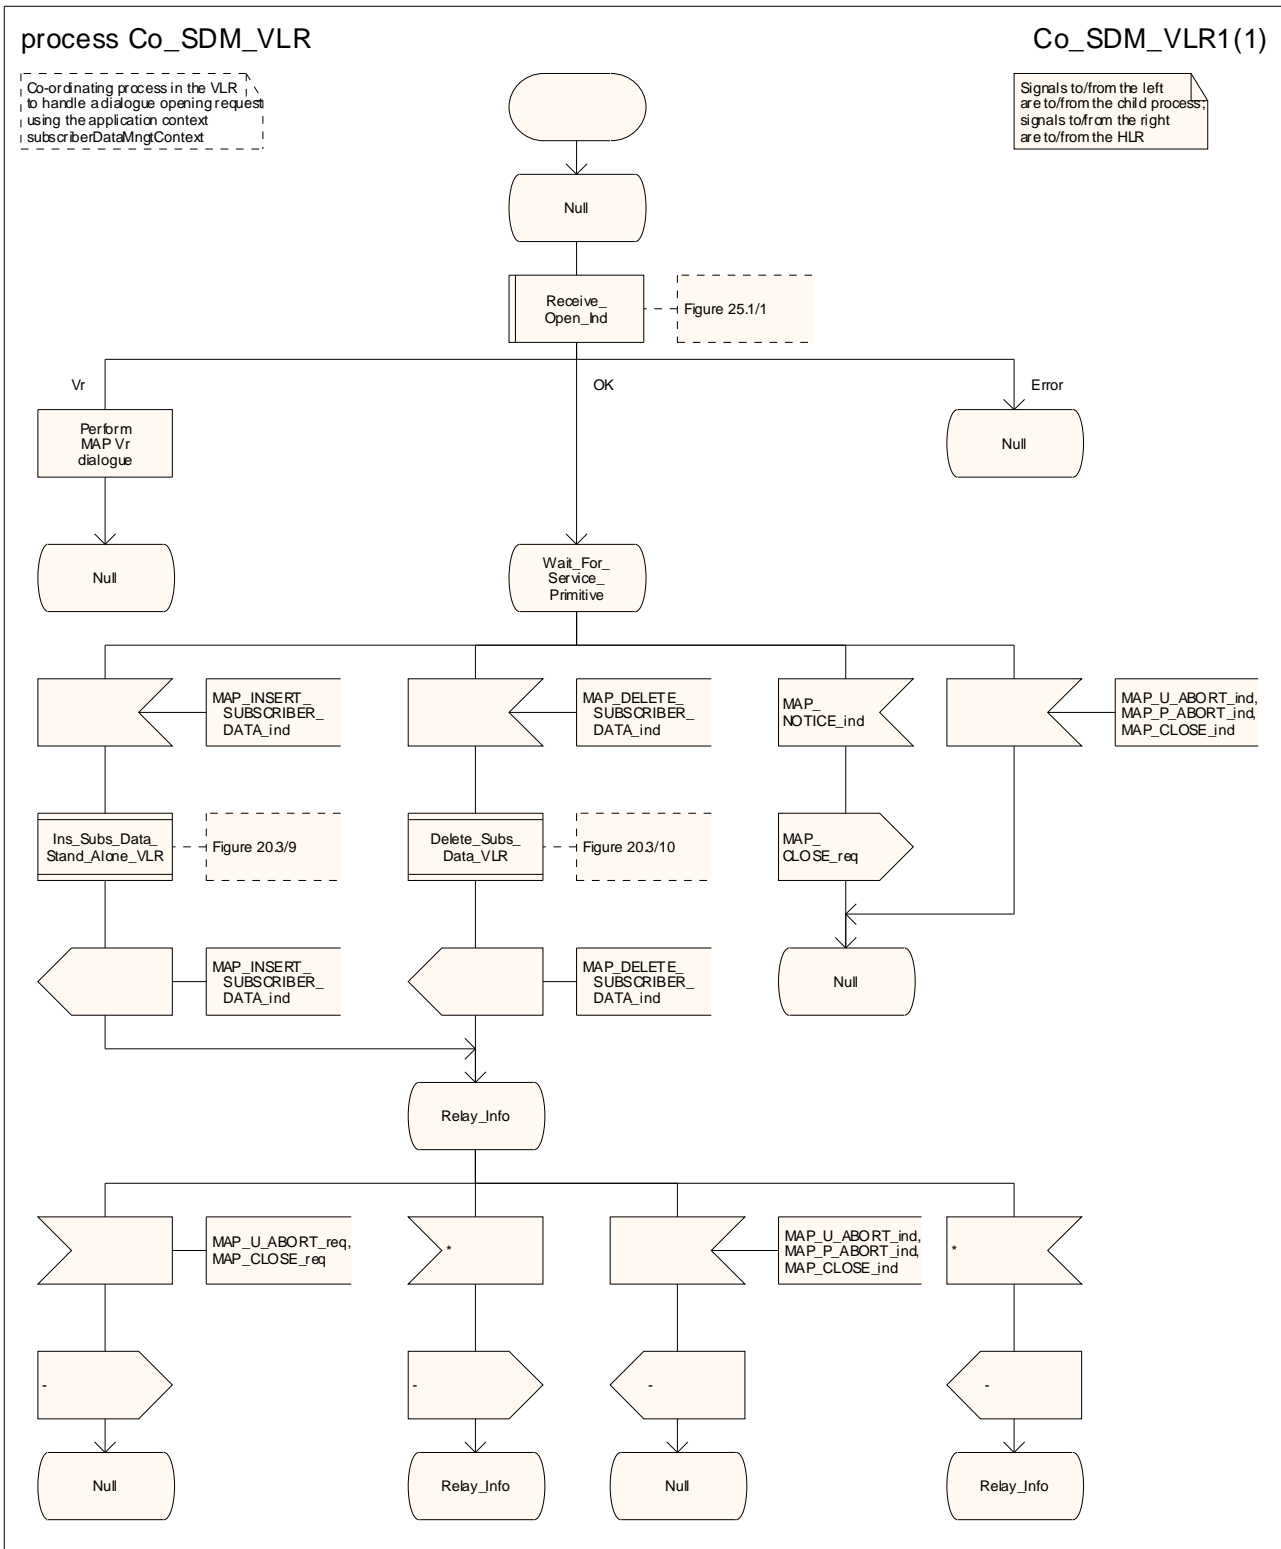 process Co_SDM_VLR
Co_SDM_VLR1(1)
Co-ordinating process in the VLR
to handle a dialogue opening request
using the application context
subscriberDataMngtContext
Signals to/from the left
are to/from the child process;
signals to/from the right
are to/from the HLR
Null
Receive_
Open_Ind
Figure 25.1/1
Vr
OK
Error
Perform
MAP Vr
dialogue
Null
Null
Wait_For_
Service_
Primitive
MAP_INSERT_
SUBSCRIBER_
DATA_ind
MAP_DELETE_
SUBSCRIBER_
DATA_ind
MAP_
NOTICE_ind
MAP_U_ABORT_ind,
MAP_P_ABORT_ind,
MAP_CLOSE_ind
Ins_Subs_Data_
Stand_Alone_VLR
Figure 20.3/9
Delete_Subs_
Data_VLR
Figure 20.3/10
MAP_
CLOSE_req
MAP_INSERT_
SUBSCRIBER_
DATA_ind
MAP_DELETE_
SUBSCRIBER_
DATA_ind
Null
Relay_Info
MAP_U_ABORT_req,
MAP_CLOSE_req
*
MAP_U_ABORT_ind,
MAP_P_ABORT_ind,
MAP_CLOSE_ind
*
-
-
-
-
Null
Relay_Info
Null
Relay_Info